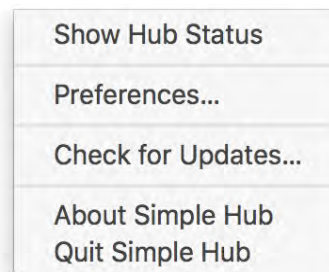 Show Hub Status
Preferences...
Check for Updates...
About Simple Hub
Quit Simple Hub